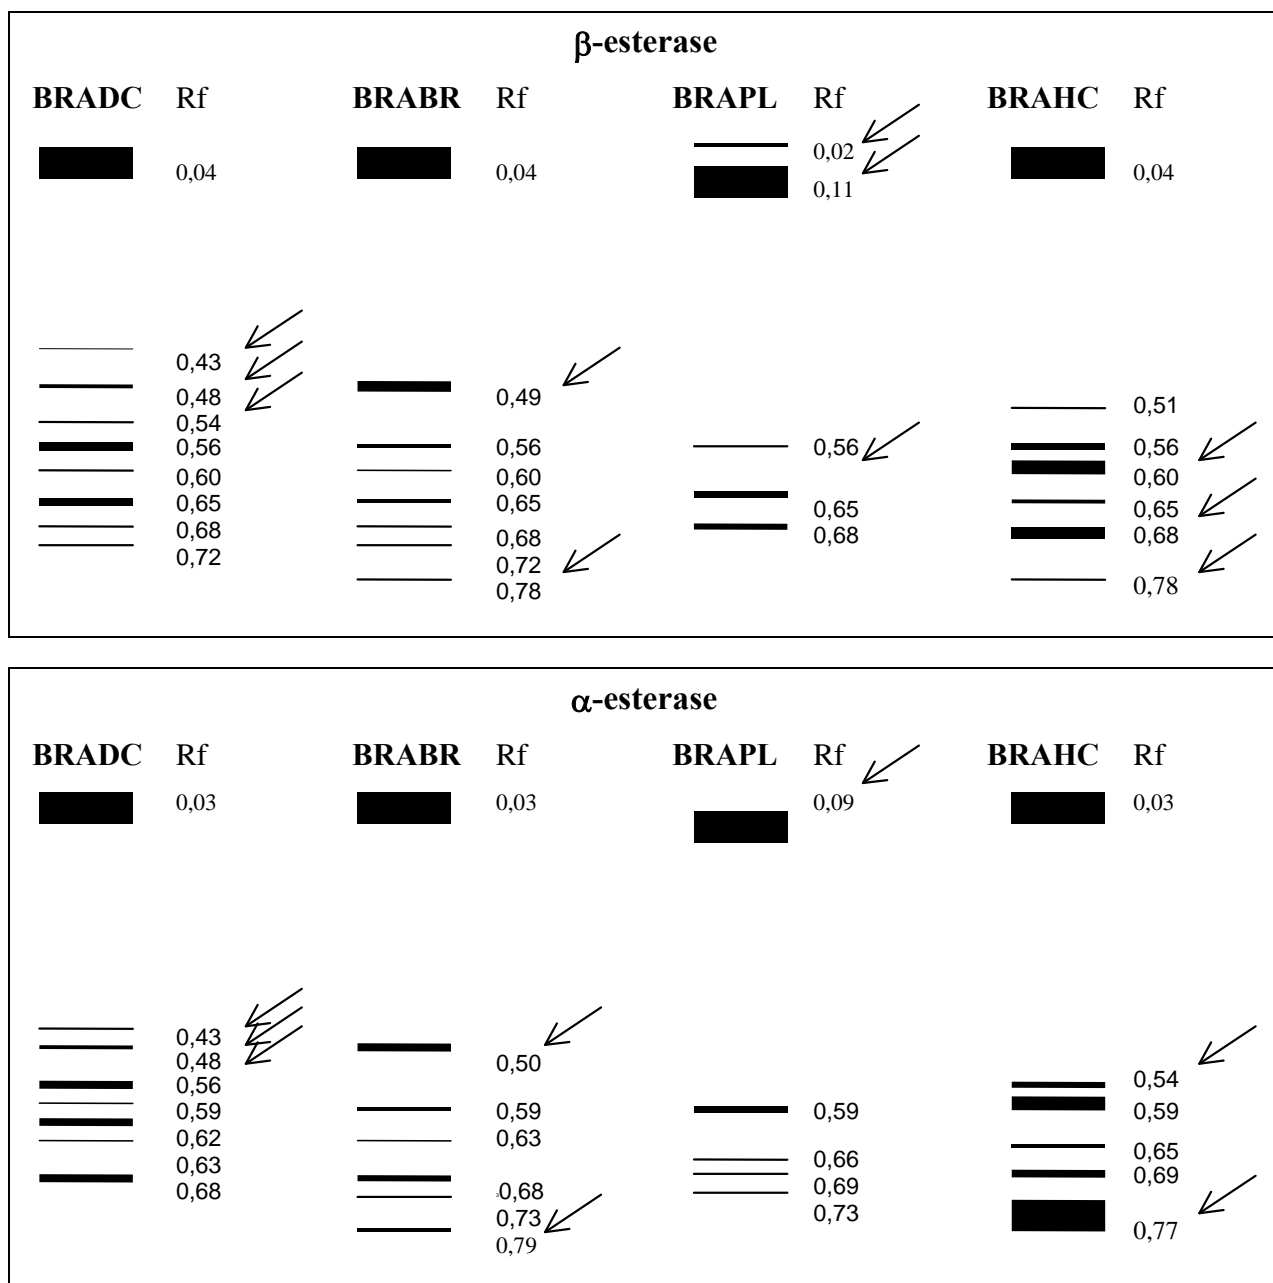 β-esterase
BRADC Rf BRABR Rf BRAPL Rf BRAHC Rf
0,02
0,04 0,04 0,11 0,04
0,43
0,48 0,49 0,51
0,54
0,56 0,56 0,56 0,56
0,60 0,60 0,60
0,65 0,65 0,65 0,65
0,68 0,68 0,68 0,68
0,72 0,72
0,78 0,78
α-esterase
BRADC Rf BRABR Rf BRAPL Rf BRAHC Rf
0,03 0,03 0,09 0,03
0,43
0,48 0,50
0,56 0,54
0,59 0,59 0,59 0,59
0,62 0,63
0,63 0,66 0,65
0,68 0,68 0,69 0,69
0,73 0,73
0,79 0,77